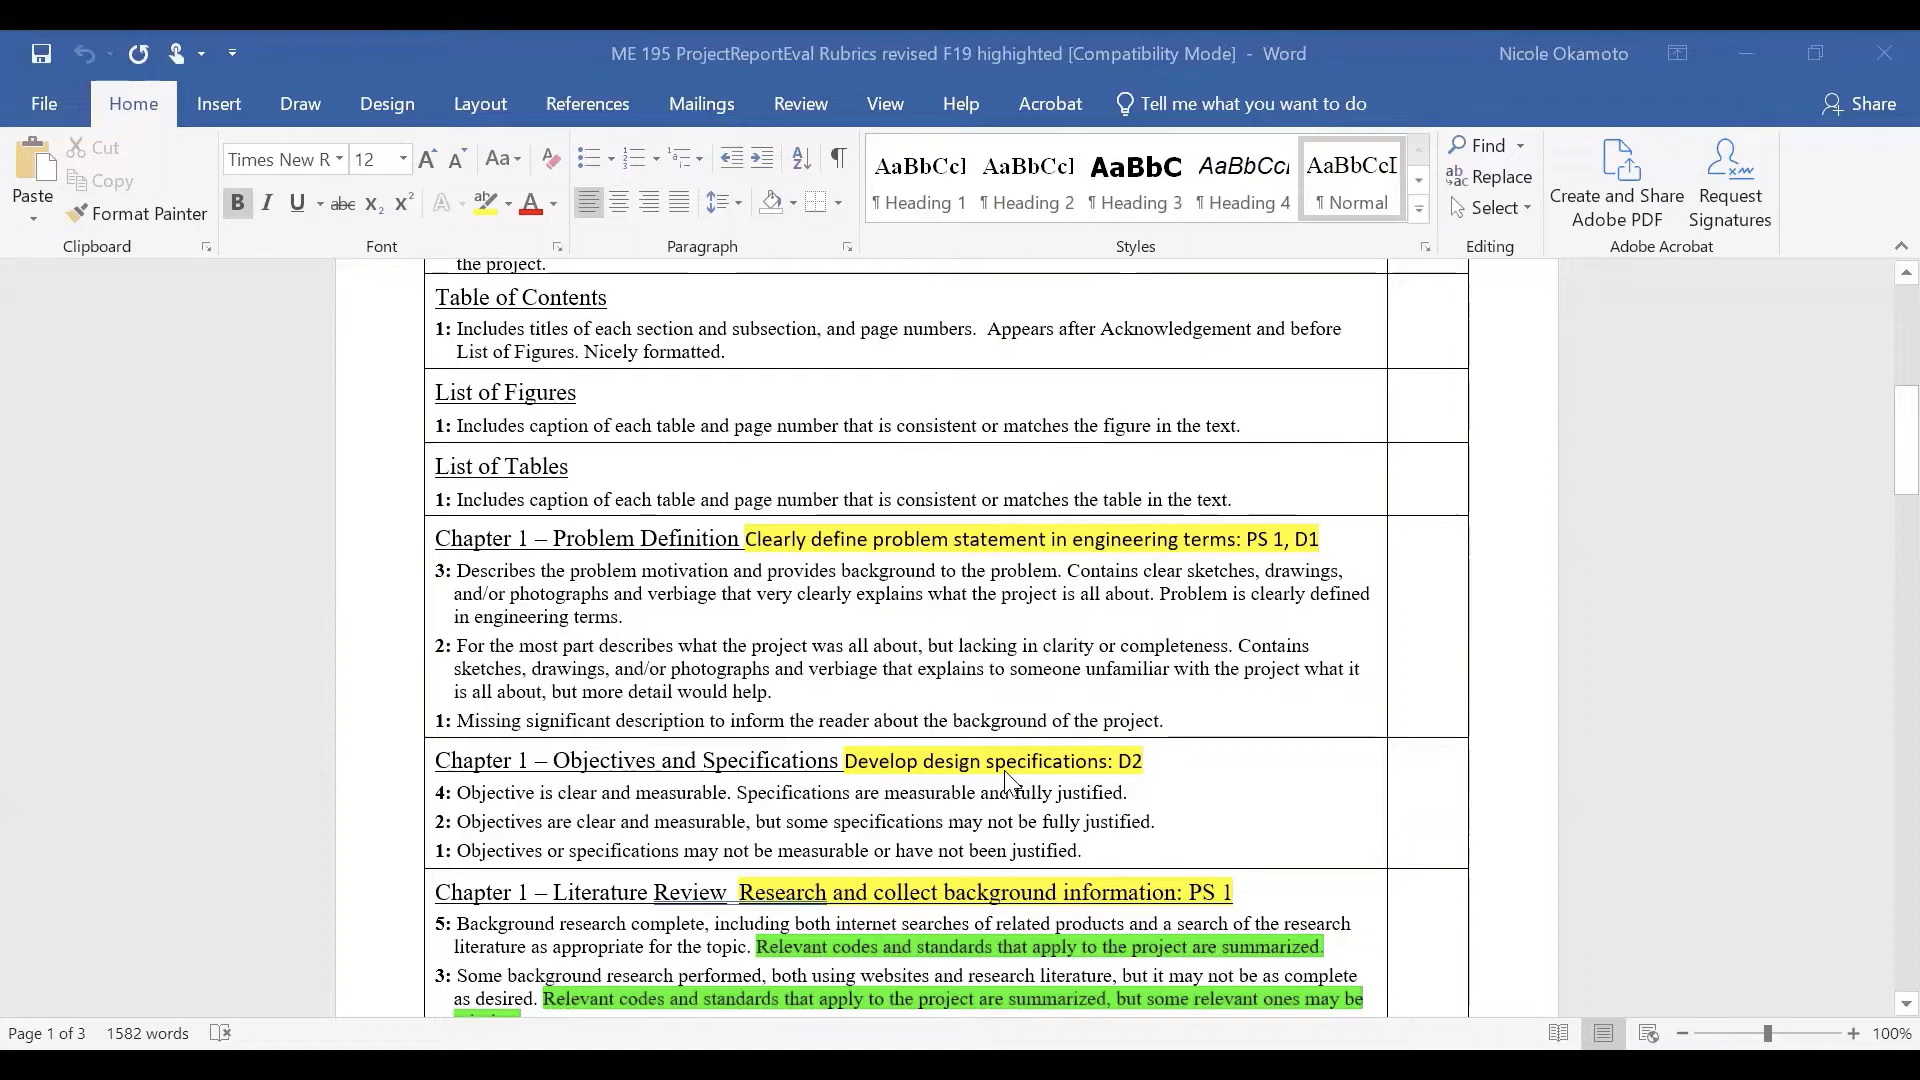 ME 195 ProjectReportEval Rubrics revised F19 highighted [Compatibility Mode] - Word
Nicole Okamoto
File Home Insert Draw Design Layout References Mailings Review View Help Acrobat Tell me what you want to do Share
Paste
Cut
Copy
Format Painter
Clipboard
Times New R 12
Font
Paragraph
AaBbCcI AaBbCcI AaBbC AaBbCcI AaBbCcI
¶ Heading 1 ¶ Heading 2 ¶ Heading 3 ¶ Heading 4 ¶ Normal
Styles
Find
Replace
Select
Editing
Create and Share
Adobe PDF
Request
Signatures
Adobe Acrobat
the project.
Table of Contents
1: Includes titles of each section and subsection, and page numbers. Appears after Acknowledgement and before
List of Figures. Nicely formatted.
List of Figures
1: Includes caption of each table and page number that is consistent or matches the figure in the text.
List of Tables
1: Includes caption of each table and page number that is consistent or matches the table in the text.
Chapter 1 – Problem Definition Clearly define problem statement in engineering terms: PS 1, D1
3: Describes the problem motivation and provides background to the problem. Contains clear sketches, drawings,
and/or photographs and verbiage that very clearly explains what the project is all about. Problem is clearly defined
in engineering terms.
2: For the most part describes what the project was all about, but lacking in clarity or completeness. Contains
sketches, drawings, and/or photographs and verbiage that explains to someone unfamiliar with the project what it
is all about, but more detail would help.
1: Missing significant description to inform the reader about the background of the project.
Chapter 1 – Objectives and Specifications Develop design specifications: D2
4: Objective is clear and measurable. Specifications are measurable and fully justified.
2: Objectives are clear and measurable, but some specifications may not be fully justified.
1: Objectives or specifications may not be measurable or have not been justified.
Chapter 1 – Literature Review Research and collect background information: PS 1
5: Background research complete, including both internet searches of related products and a search of the research
literature as appropriate for the topic. Relevant codes and standards that apply to the project are summarized.
3: Some background research performed, both using websites and research literature, but it may not be as complete
as desired. Relevant codes and standards that apply to the project are summarized, but some relevant ones may be
Page 1 of 3 1582 words
100%